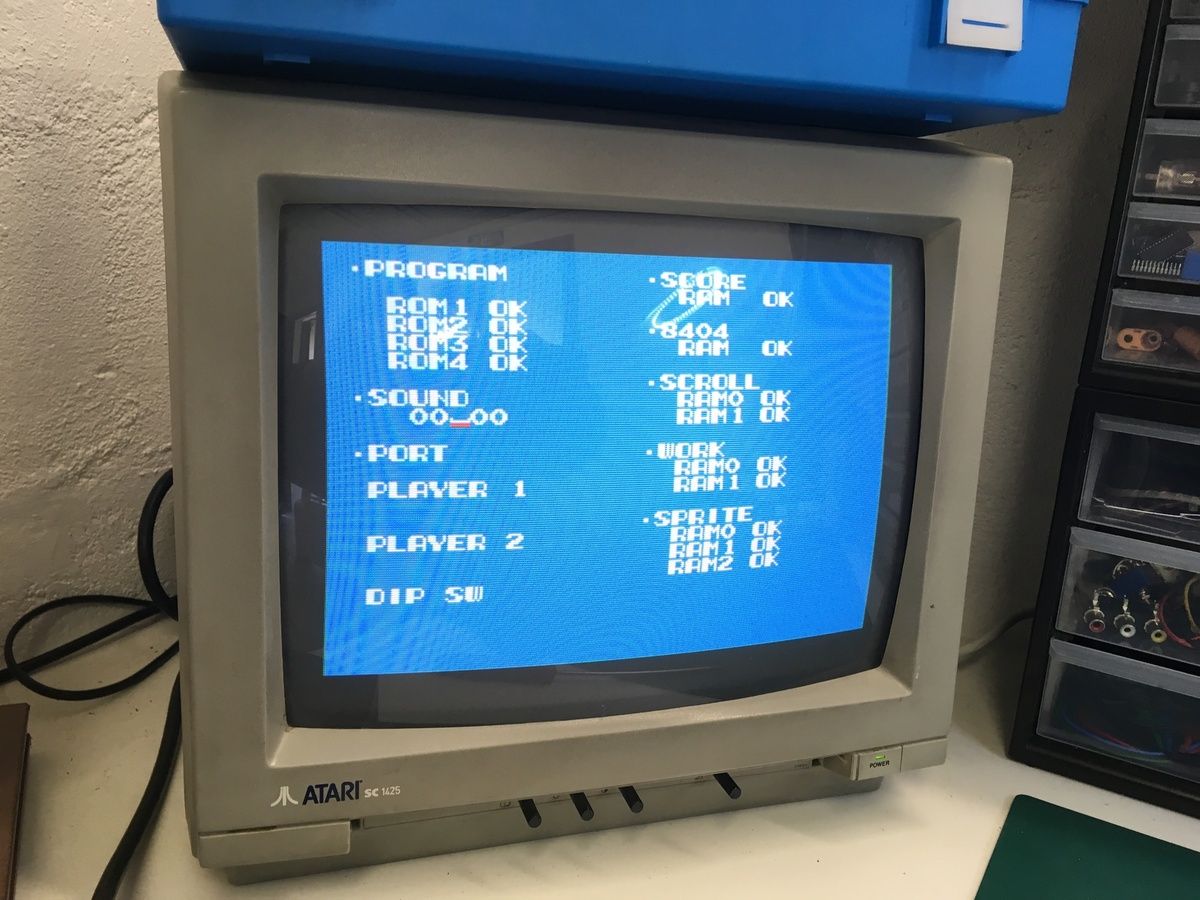 ·PROGRAM
ROM1 OK
ROM2 OK
ROM3 OK
ROM4 OK
·SOUND
00_00
·PORT
PLAYER 1
PLAYER 2
DIP SW
·SCORE
RAM OK
·8404
RAM OK
·SCROLL
RAM0 OK
RAM1 OK
·WORK
RAM0 OK
RAM1 OK
·SPRITE
RAM0 OK
RAM1 OK
RAM2 OK
ATARI SC 1425
POWER